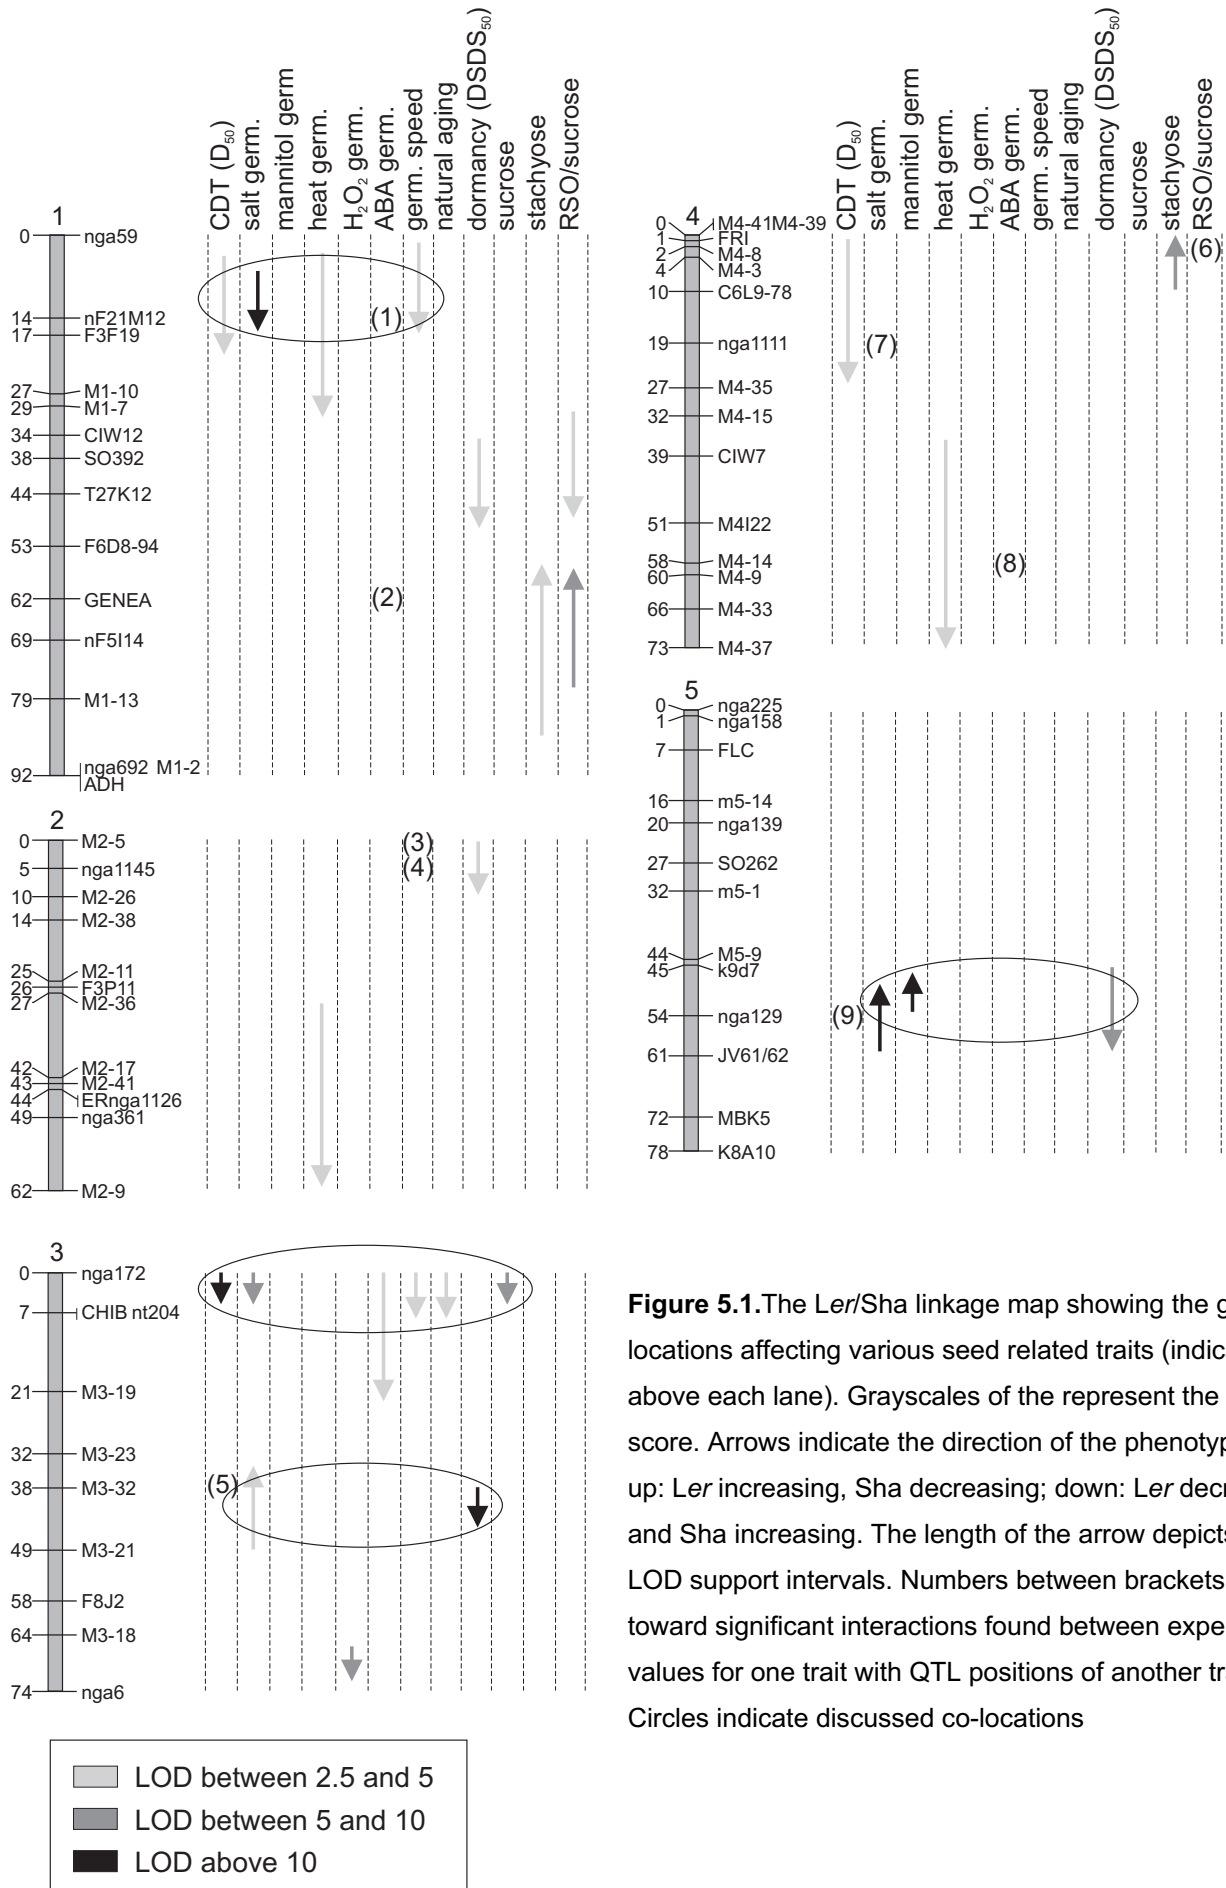 CDT (D50)
salt germ.
mannitol germ
heat germ.
H2O2 germ.
ABA germ.
germ. speed
natural aging
dormancy (DSDS50)
sucrose
stachyose
RSO/sucrose
1
0 nga59
14 nF21M12
17 F3F19
27 M1-10
29 M1-7
34 CIW12
38 SO392
44 T27K12
53 F6D8-94
62 GENEA
69 nF5I14
79 M1-13
92 nga692 M1-2
ADH
(1)
(2)
2
0 M2-5
5 nga1145
10 M2-26
14 M2-38
25 M2-11
26 F3P11
27 M2-36
42 M2-17
43 M2-41
44 ERnga1126
49 nga361
62 M2-9
(3)
(4)
3
0 nga172
7 CHIB nt204
21 M3-19
32 M3-23
38 M3-32
49 M3-21
58 F8J2
64 M3-18
74 nga6
(5)
LOD between 2.5 and 5
LOD between 5 and 10
LOD above 10
CDT (D50)
salt germ.
mannitol germ
heat germ.
H2O2 germ.
ABA germ.
germ. speed
natural aging
dormancy (DSDS50)
sucrose
stachyose
RSO/sucrose
4
0 M4-41M4-39
1 FRI
2 M4-8
4 M4-3
10 C6L9-78
19 nga1111
27 M4-35
32 M4-15
39 CIW7
51 M4I22
58 M4-14
60 M4-9
66 M4-33
73 M4-37
(6)
(7)
(8)
5
0 nga225
1 nga158
7 FLC
16 m5-14
20 nga139
27 SO262
32 m5-1
44 M5-9
45 k9d7
54 nga129
61 JV61/62
72 MBK5
78 K8A10
(9)
Figure 5.1.The Ler/Sha linkage map showing the
locations affecting various seed related traits
above each lane). Grayscales of the represent the
score. Arrows indicate the direction of the
up: Ler increasing, Sha decreasing; down: Ler
and Sha increasing. The length of the arrow
LOD support intervals. Numbers between brackets
toward significant interactions found between
values for one trait with QTL positions of another
Circles indicate discussed co-locations